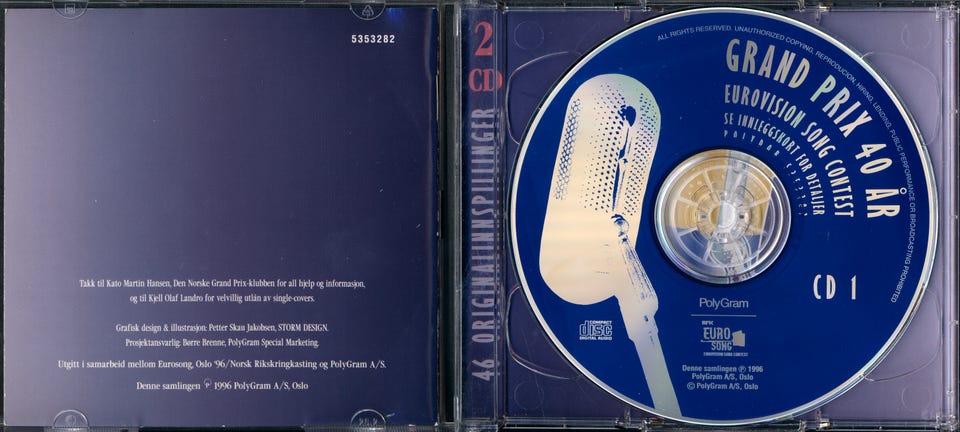 5353282
Takk til Kato Martin Hansen, Den Norske Grand Prix-klubben for all hjelp og informasjon,
og til Kjell Olaf Landro for velvillig utlån av single-covers.
Grafisk design & illustrasjon: Petter Skau Jakobsen, STORM DESIGN.
Prosjektansvarlig: Børre Brenne, PolyGram Special Marketing.
Utgitt i samarbeid mellom Eurosong, Oslo '96/Norsk Rikskringkasting og PolyGram A/S.
Denne samlingen ℗ 1996 PolyGram A/S, Oslo
2
CD
46 ORIGINALINNSPILLINGER
ALL RIGHTS RESERVED. UNAUTHORIZED COPYING, REPRODUCION, HIRING, LENDING, PUBLIC PERFORMANCE OR BROADCASTING PROHIBITED
GRAND PRIX 40 ÅR
EUROVISION SONG CONTEST
SE INNLEGGSKORT FOR DETALJER
POLYDOR
CD 1
PolyGram
COMPACT
disc
DIGITAL AUDIO
NRK
EURO
SONG
EUROVISION SONG CONTEST
Denne samlingen ℗ 1996
PolyGram A/S, Oslo
© PolyGram A/S, Oslo